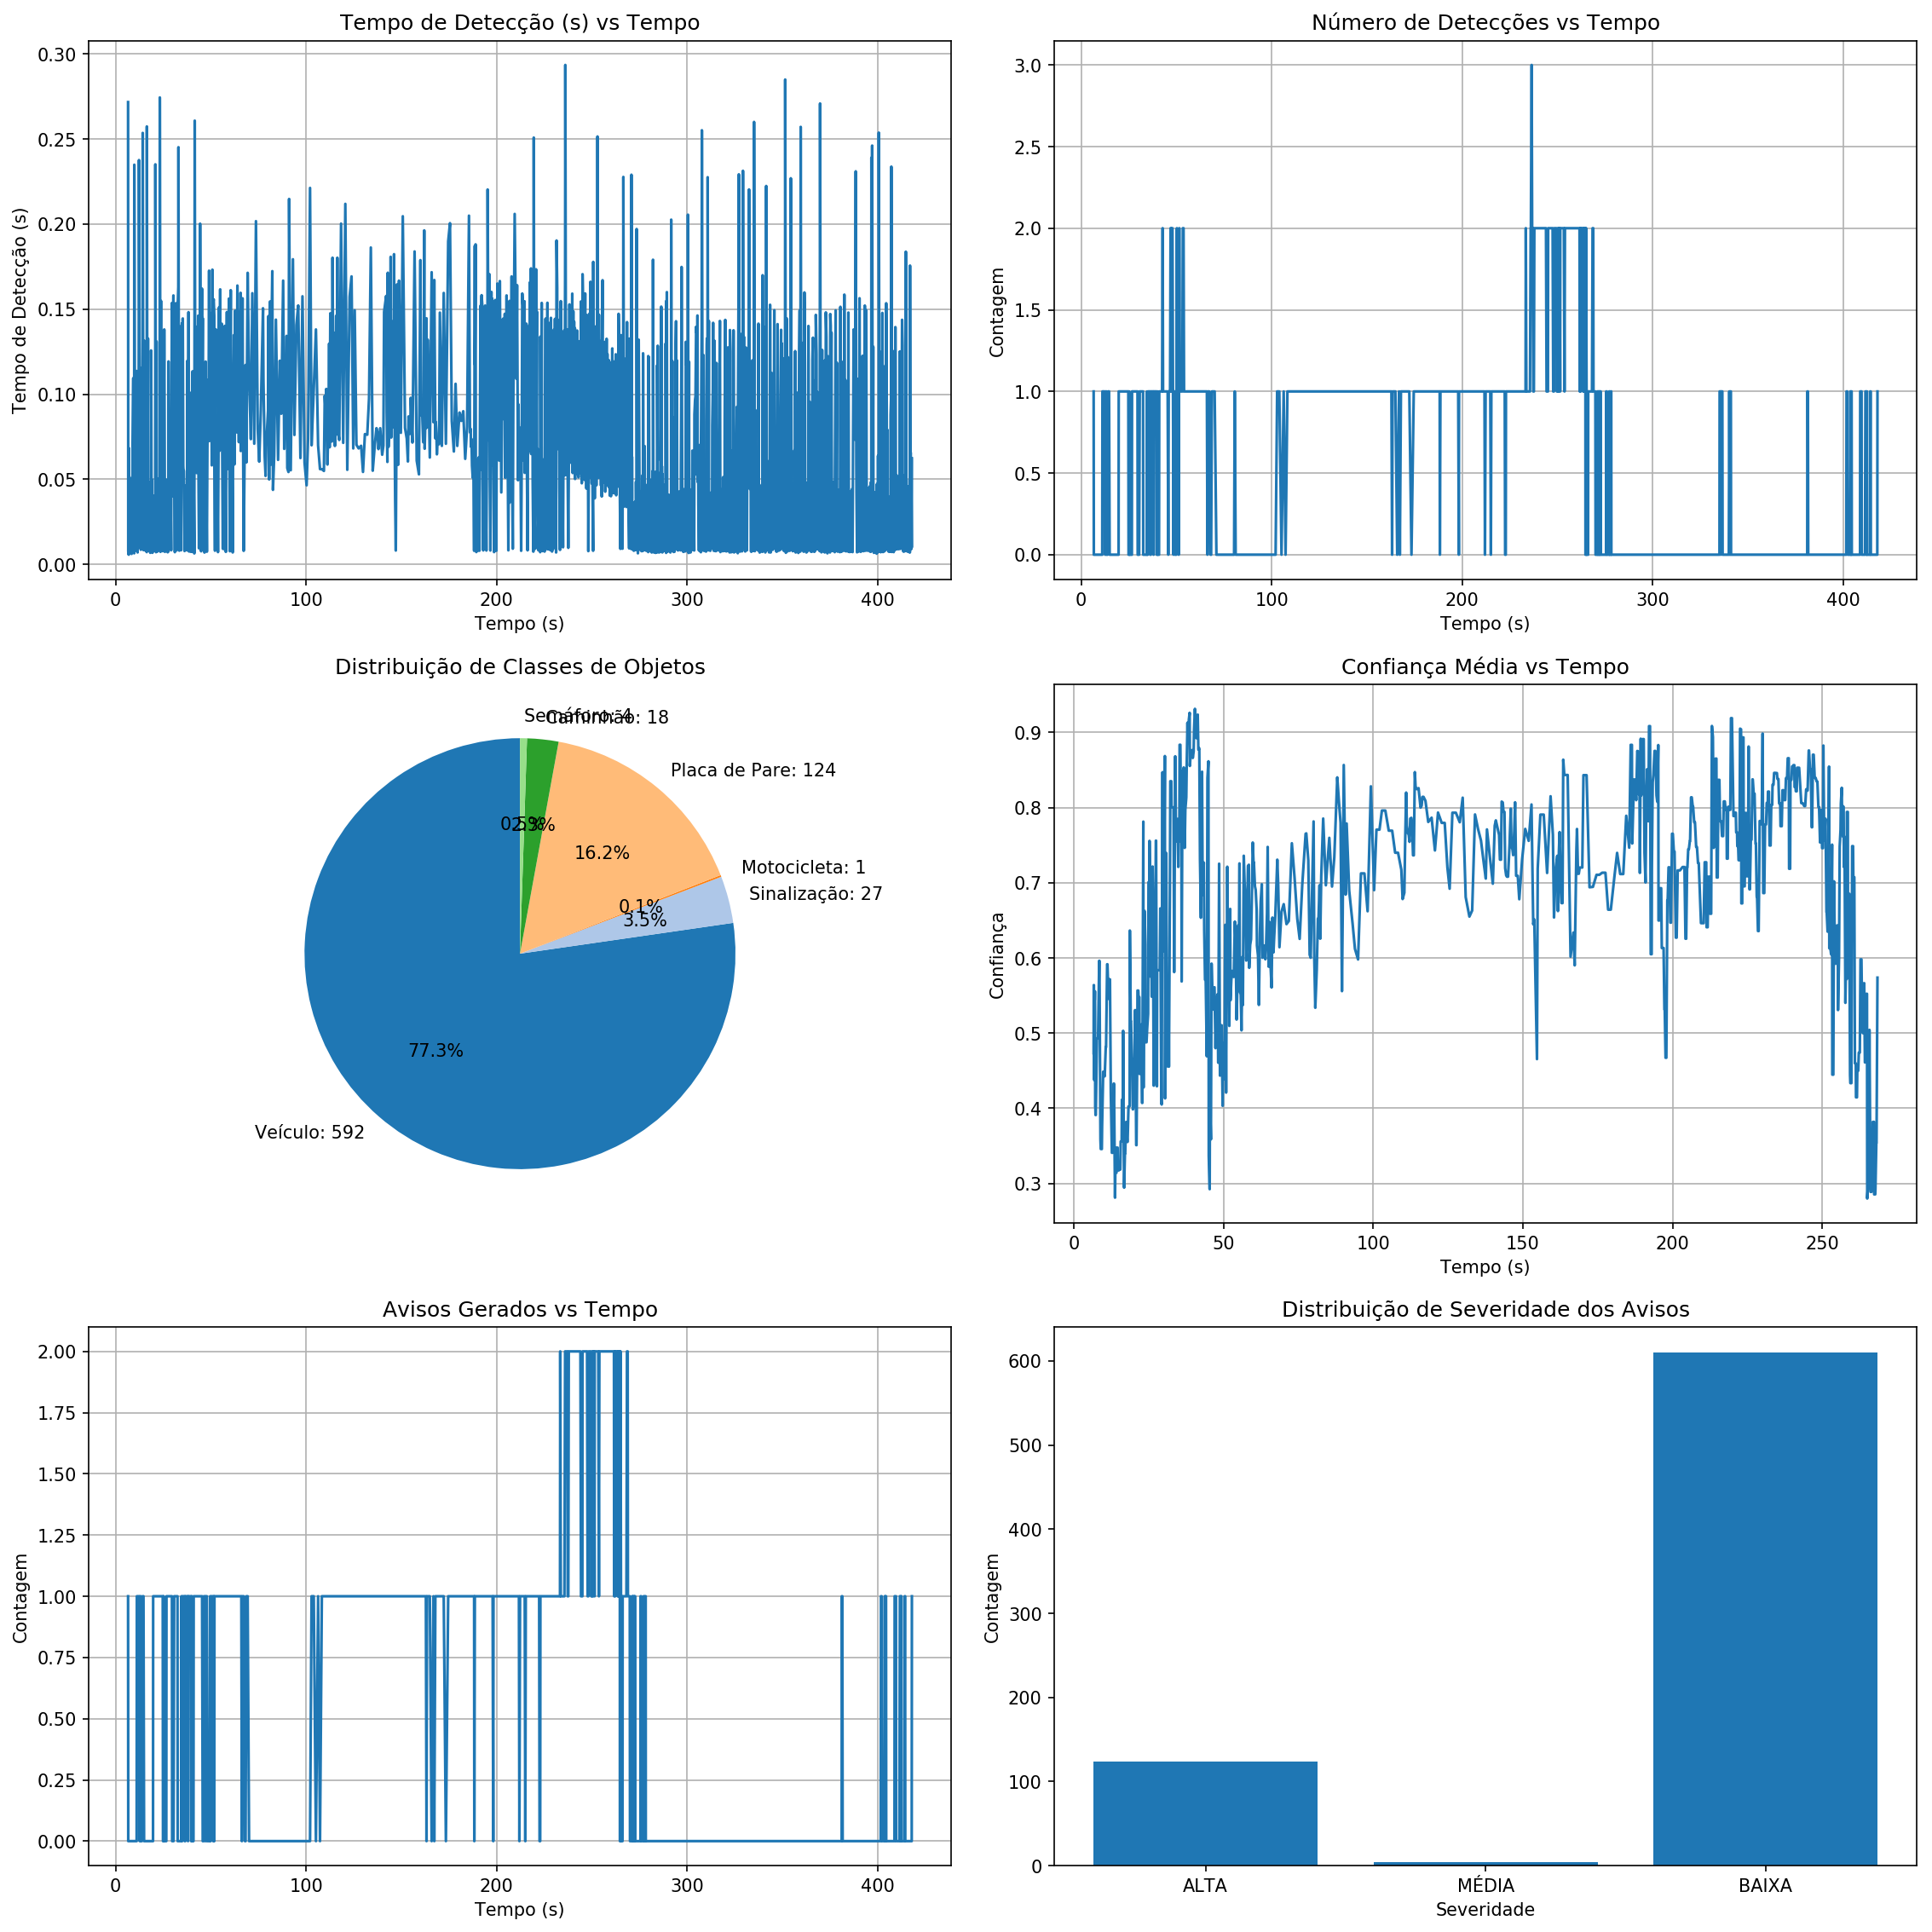 Tempo de Detecção (s) vs Tempo
Tempo de Detecção (s)
0.30
0.25
0.20
0.15
0.10
0.05
0.00
0 100 200 300 400
Tempo (s)
Número de Detecções vs Tempo
Contagem
3.0
2.5
2.0
1.5
1.0
0.5
0.0
0 100 200 300 400
Tempo (s)
Distribuição de Classes de Objetos
Semáforo: 4
Caminhão: 18
Placa de Pare: 124
0.5%
2.3%
16.2%
Motocicleta: 1
Sinalização: 27
0.1%
3.5%
77.3%
Veículo: 592
Confiança Média vs Tempo
Confiança
0.9
0.8
0.7
0.6
0.5
0.4
0.3
0 50 100 150 200 250
Tempo (s)
Avisos Gerados vs Tempo
Contagem
2.00
1.75
1.50
1.25
1.00
0.75
0.50
0.25
0.00
0 100 200 300 400
Tempo (s)
Distribuição de Severidade dos Avisos
Contagem
600
500
400
300
200
100
0
ALTA MÉDIA BAIXA
Severidade